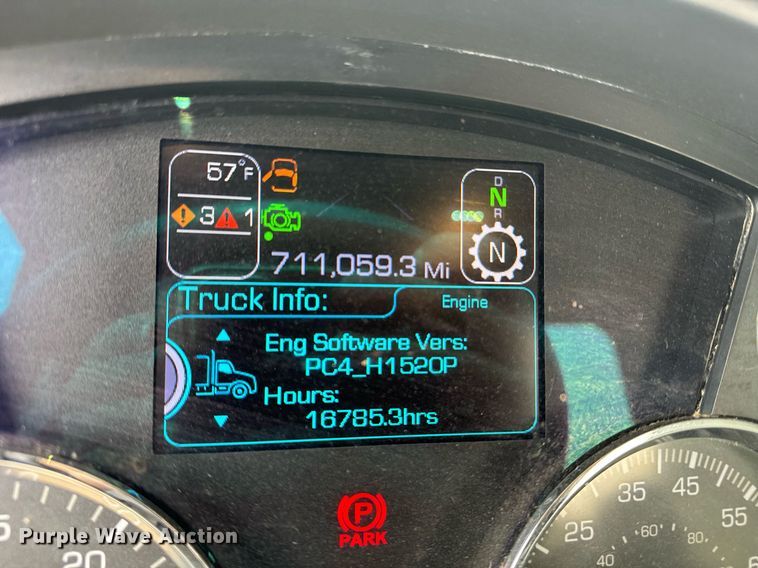 57°F
D
N
R
3 1
N
711,059.3 Mi
Truck Info:
Engine
Eng Software Vers:
PC4_H1520P
Hours:
16785.3hrs
P
PARK
20
25
35
45
55
60
80
Purple Wave Auction